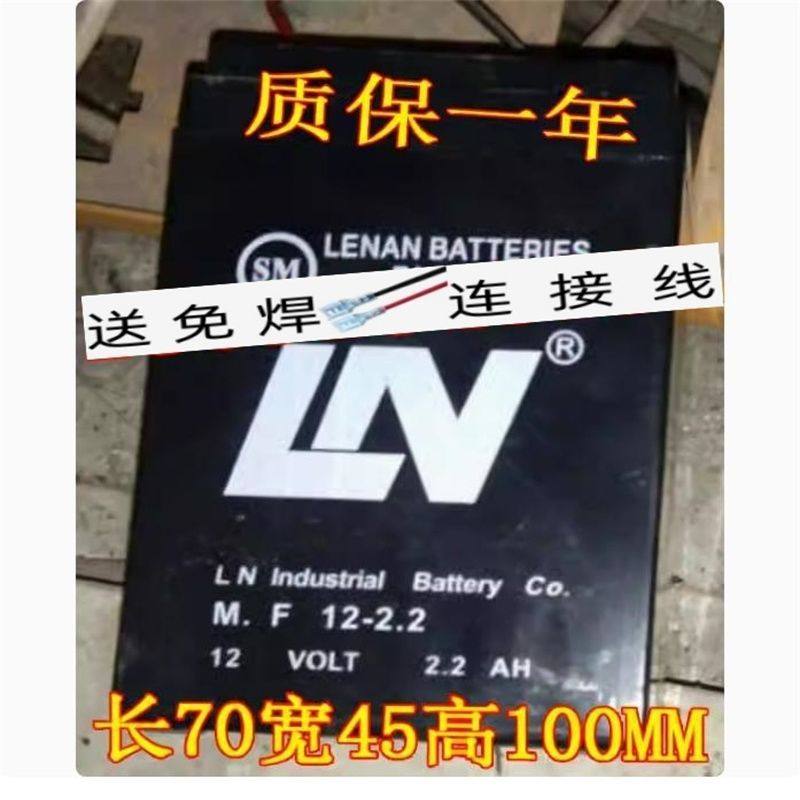 质保一年
SM
LENAN BATTERIES
送免焊连接线
LN®
LN Industrial Battery Co.
M. F 12-2.2
12 VOLT 2.2 AH
长70宽45高100MM